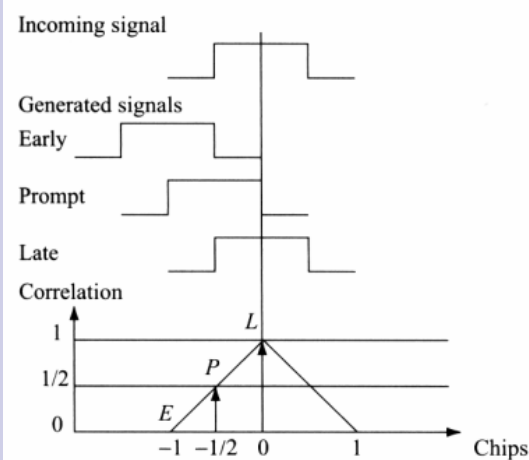 Incoming signal
Generated signals
Early
Prompt
Late
Correlation
L
1
P
1/2
E
0
−1 −1/2 0 1 Chips